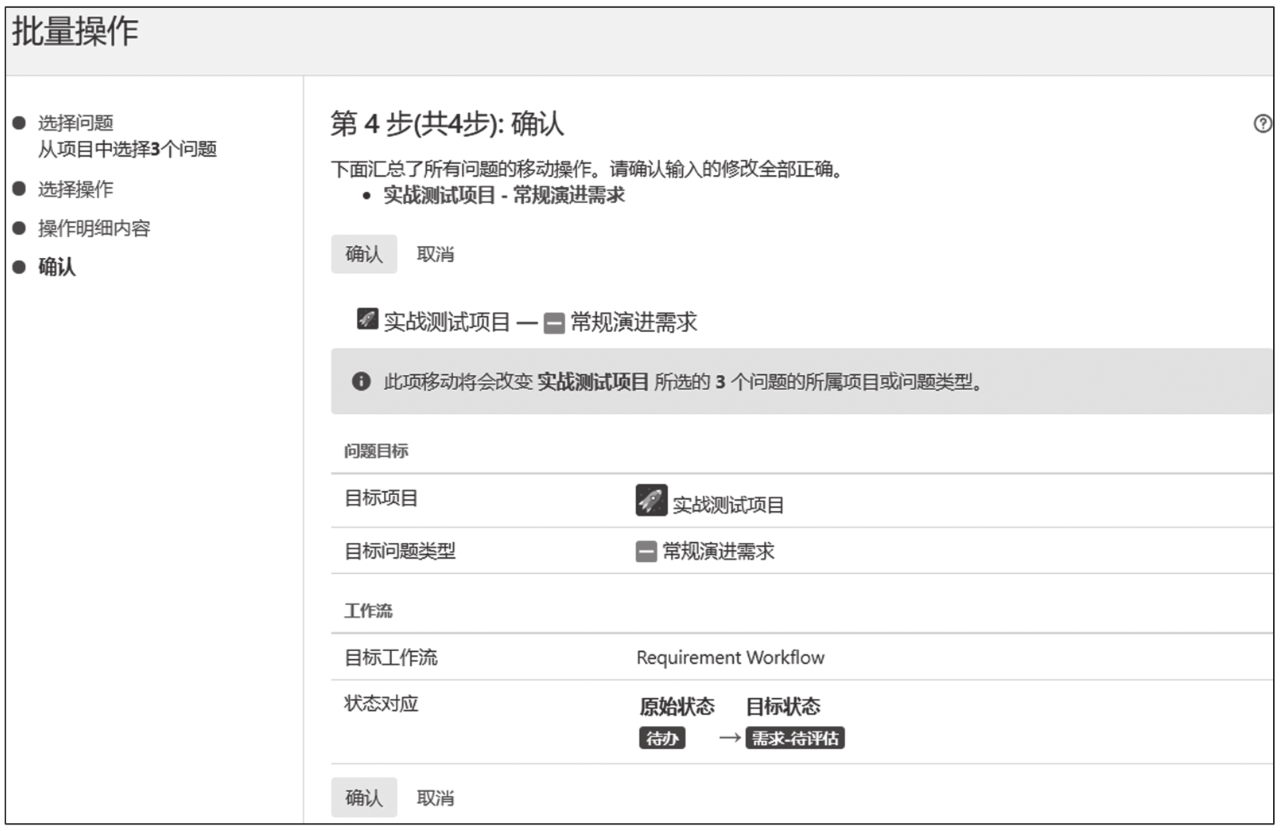 批量操作
选择问题
从项目中选择3个问题
选择操作
操作明细内容
确认
第 4 步(共4步): 确认
下面汇总了所有问题的移动操作。请确认输入的修改全部正确。
• 实战测试项目 - 常规演进需求
确认 取消
实战测试项目 — 常规演进需求
此项移动将会改变 实战测试项目 所选的 3 个问题的所属项目或问题类型。
问题目标
目标项目 实战测试项目
目标问题类型 常规演进需求
工作流
目标工作流 Requirement Workflow
状态对应 原始状态 目标状态
待办 → 需求-待评估
确认 取消